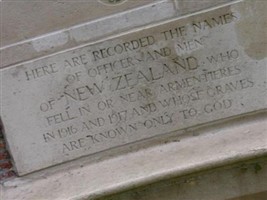 HERE ARE RECORDED THE NAMES
OF OFFICERS AND MEN
OF NEW ZEALAND WHO
FELL IN OR NEAR ARMENTIERES
IN 1916 AND 1917 AND WHOSE GRAVES
ARE KNOWN ONLY TO GOD